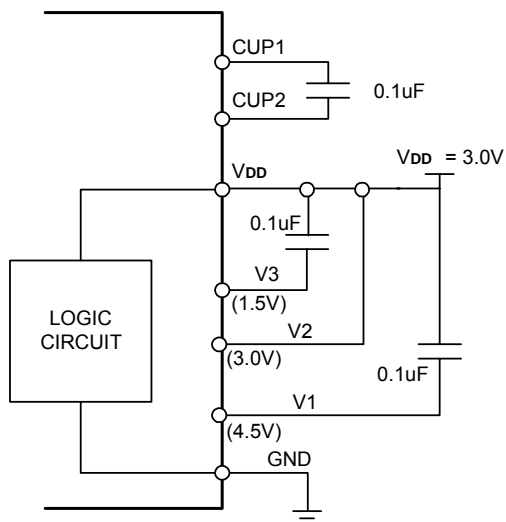 CUP1
0.1uF
CUP2
VDD
VDD = 3.0V
0.1uF
V3
(1.5V)
LOGIC
CIRCUIT
V2
(3.0V)
0.1uF
V1
(4.5V)
GND